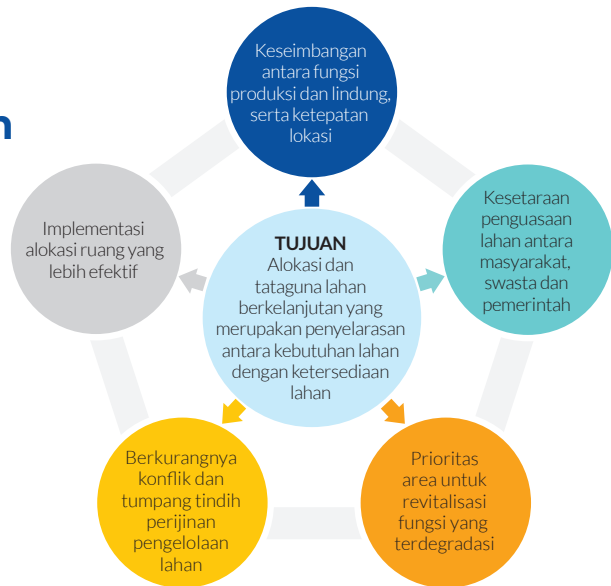 Keseimbangan
antara fungsi
produksi dan lindung,
serta ketepatan
lokasi
n
Implementasi
alokasi ruang yang
lebih efektif
Kesetaraan
penguasaan
lahan antara
masyarakat,
swasta dan
pemerintah
TUJUAN
Alokasi dan
tataguna lahan
berkelanjutan yang
merupakan penyelarasan
antara kebutuhan lahan
dengan ketersediaan
lahan
Berkurangnya
konflik dan
tumpang tindih
perijinan
pengelolaan
lahan
Prioritas
area untuk
revitalisasi
fungsi yang
terdegradasi